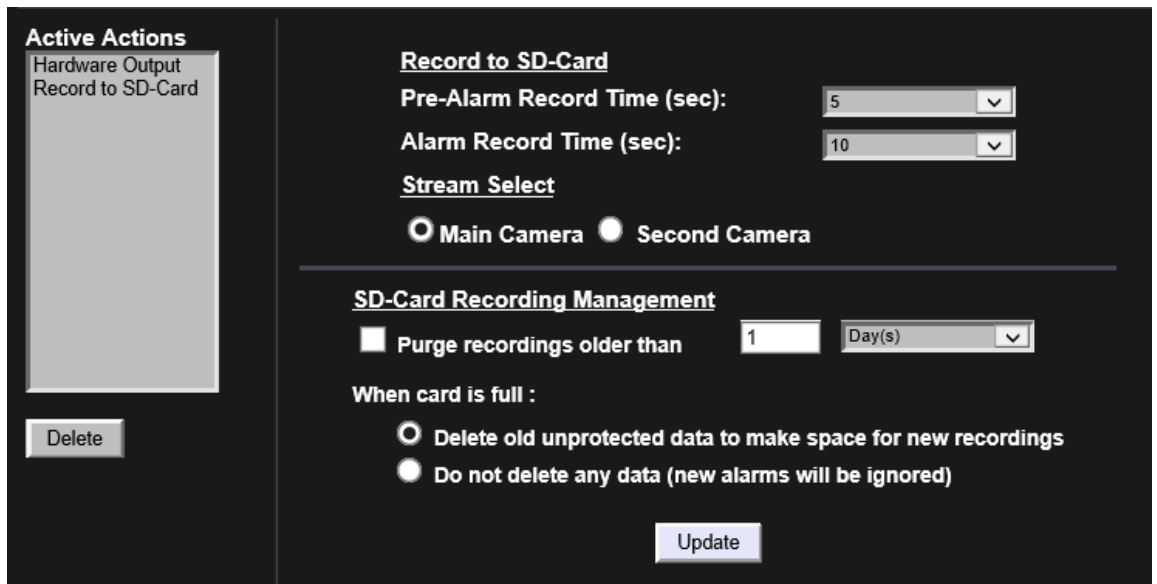 Active Actions
Hardware Output
Record to SD-Card
Delete
Record to SD-Card
Pre-Alarm Record Time (sec): 5
Alarm Record Time (sec): 10
Stream Select
Main Camera Second Camera
SD-Card Recording Management
Purge recordings older than 1 Day(s)
When card is full :
Delete old unprotected data to make space for new recordings
Do not delete any data (new alarms will be ignored)
Update